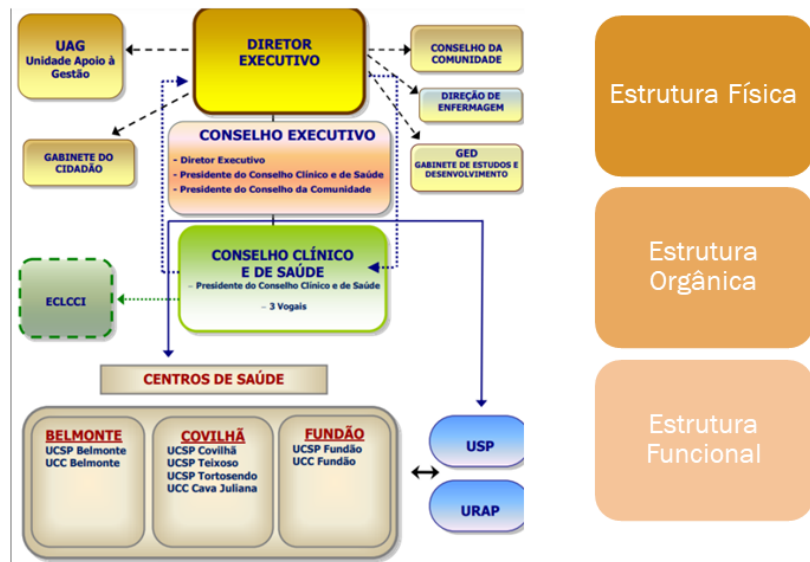 UAG
Unidade Apoio à
Gestão
DIRETOR
EXECUTIVO
CONSELHO DA
COMUNIDADE
DIREÇÃO DE
ENFERMAGEM
GABINETE DO
CIDADÃO
GED
GABINETE DE ESTUDOS E
DESENVOLVIMENTO
CONSELHO EXECUTIVO
- Diretor Executivo
- Presidente do Conselho Clínico e de Saúde
- Presidente do Conselho da Comunidade
CONSELHO CLÍNICO
E DE SAÚDE
– Presidente do Conselho Clínico e de Saúde
– 3 Vogais
ECLCCI
CENTROS DE SAÚDE
BELMONTE
UCSP Belmonte
UCC Belmonte
COVILHÃ
UCSP Covilhã
UCSP Teixoso
UCSP Tortosendo
UCC Cava Juliana
FUNDÃO
UCSP Fundão
UCC Fundão
USP
URAP
Estrutura Física
Estrutura
Orgânica
Estrutura
Funcional